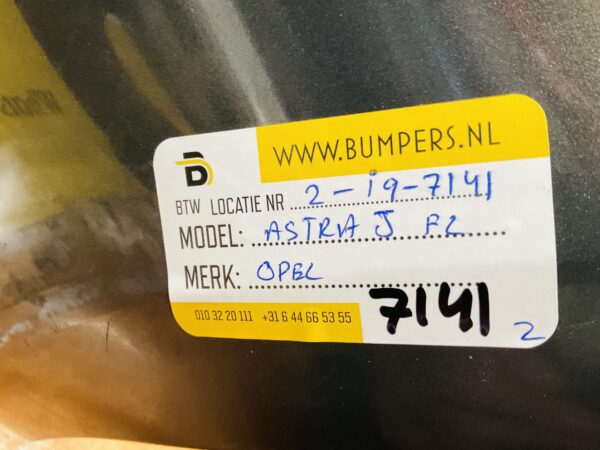 WWW.BUMPERS.NL
BTW LOCATIE NR 2-19-7141
MODEL: ASTRA J F2
MERK: OPEL
010 32 20 111 +31 6 44 66 53 55
7141
2